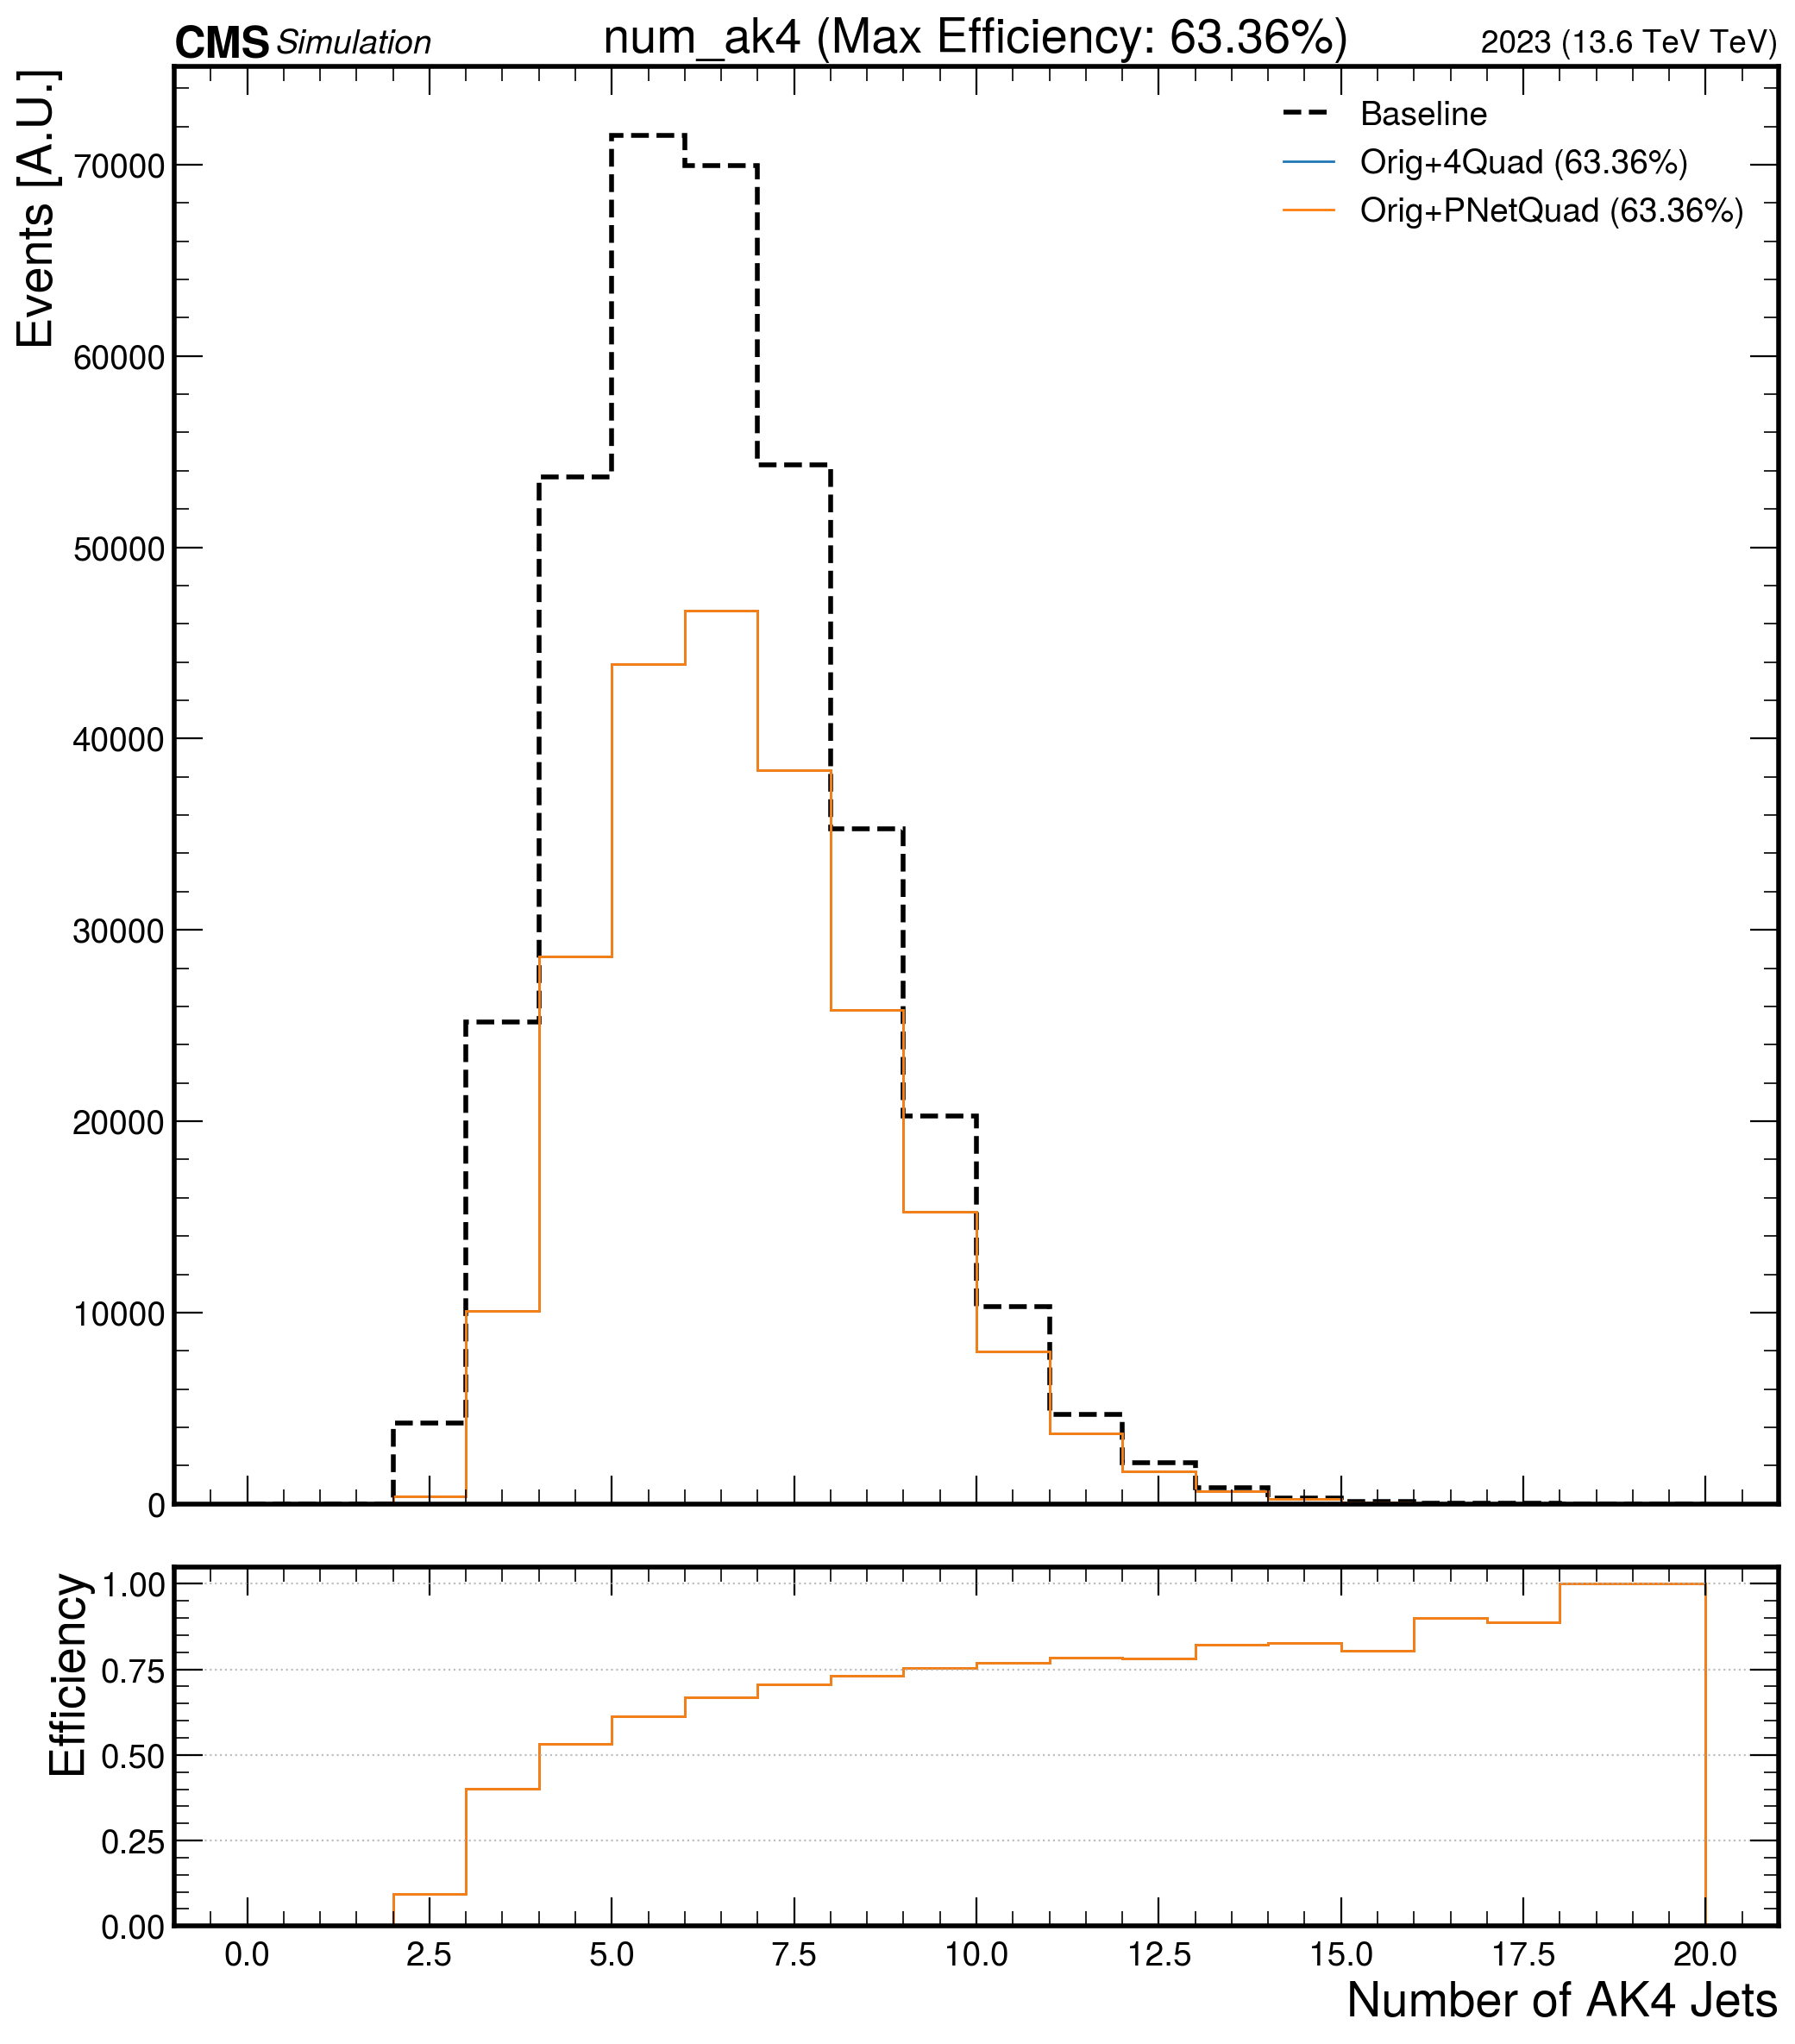 CMS Simulation num_ak4 (Max Efficiency: 63.36%) 2023 (13.6 TeV TeV)
Events [A.U.]
Baseline
Orig+4Quad (63.36%)
Orig+PNetQuad (63.36%)
70000
60000
50000
40000
30000
20000
10000
0
Efficiency
1.00
0.75
0.50
0.25
0.00
0.0 2.5 5.0 7.5 10.0 12.5 15.0 17.5 20.0
Number of AK4 Jets